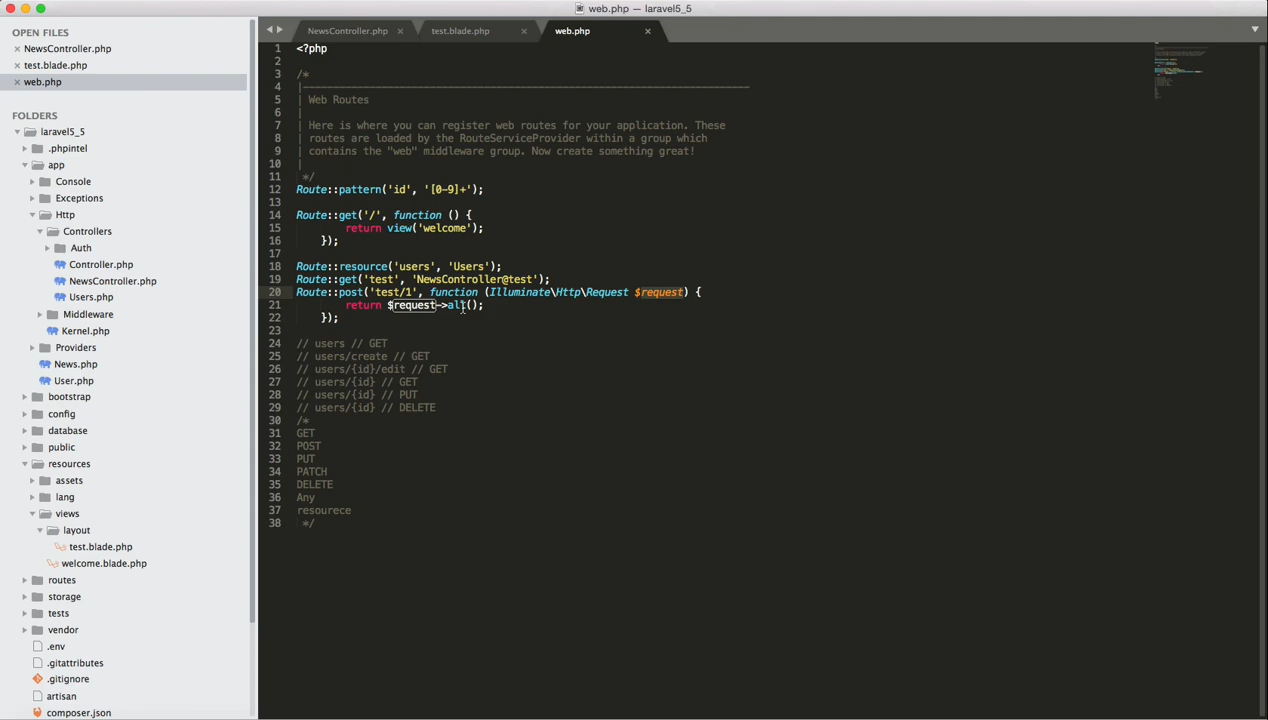 web.php — laravel5_5
OPEN FILES
NewsController.php
test.blade.php
web.php
FOLDERS
laravel5_5
.phpintel
app
Console
Exceptions
Http
Controllers
Auth
Controller.php
NewsController.php
Users.php
Middleware
Kernel.php
Providers
News.php
User.php
bootstrap
config
database
public
resources
assets
lang
views
layout
test.blade.php
welcome.blade.php
routes
storage
tests
vendor
.env
.gitattributes
.gitignore
artisan
composer.json
NewsController.php
test.blade.php
web.php
1 <?php
2
3 /*
4 |--------------------------------------------------------------------------
5 | Web Routes
6 |
7 | Here is where you can register web routes for your application. These
8 | routes are loaded by the RouteServiceProvider within a group which
9 | contains the "web" middleware group. Now create something great!
10 |
11 */
12 Route::pattern('id', '[0-9]+');
13
14 Route::get('/', function () {
15 return view('welcome');
16 });
17
18 Route::resource('users', 'Users');
19 Route::get('test', 'NewsController@test');
20 Route::post('test/1', function (Illuminate\Http\Request $request) {
21 return $request->all();
22 });
23
24 // users // GET
25 // users/create // GET
26 // users/{id}/edit // GET
27 // users/{id} // GET
28 // users/{id} // PUT
29 // users/{id} // DELETE
30 /*
31 GET
32 POST
33 PUT
34 PATCH
35 DELETE
36 Any
37 resourece
38 */